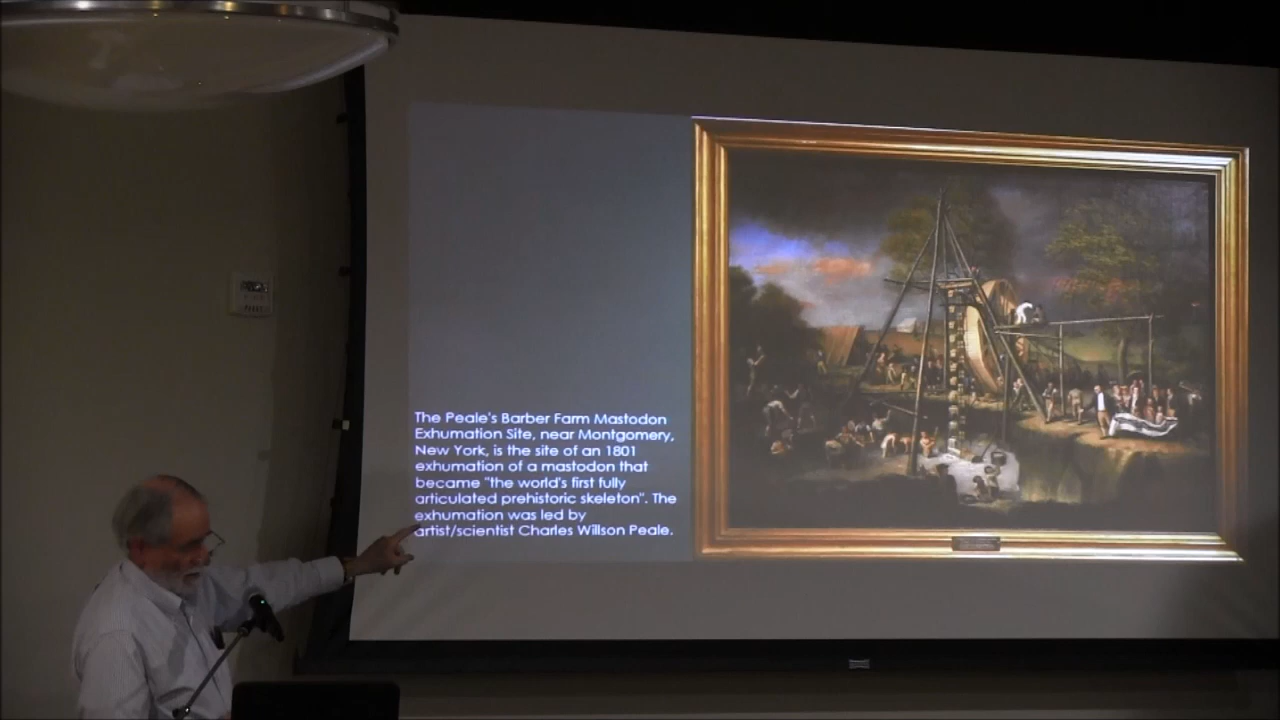 The Peale's Barber Farm Mastodon
Exhumation Site, near Montgomery,
New York, is the site of an 1801
exhumation of a mastodon that
became "the world's first fully
articulated prehistoric skeleton". The
exhumation was led by
artist/scientist Charles Willson Peale.